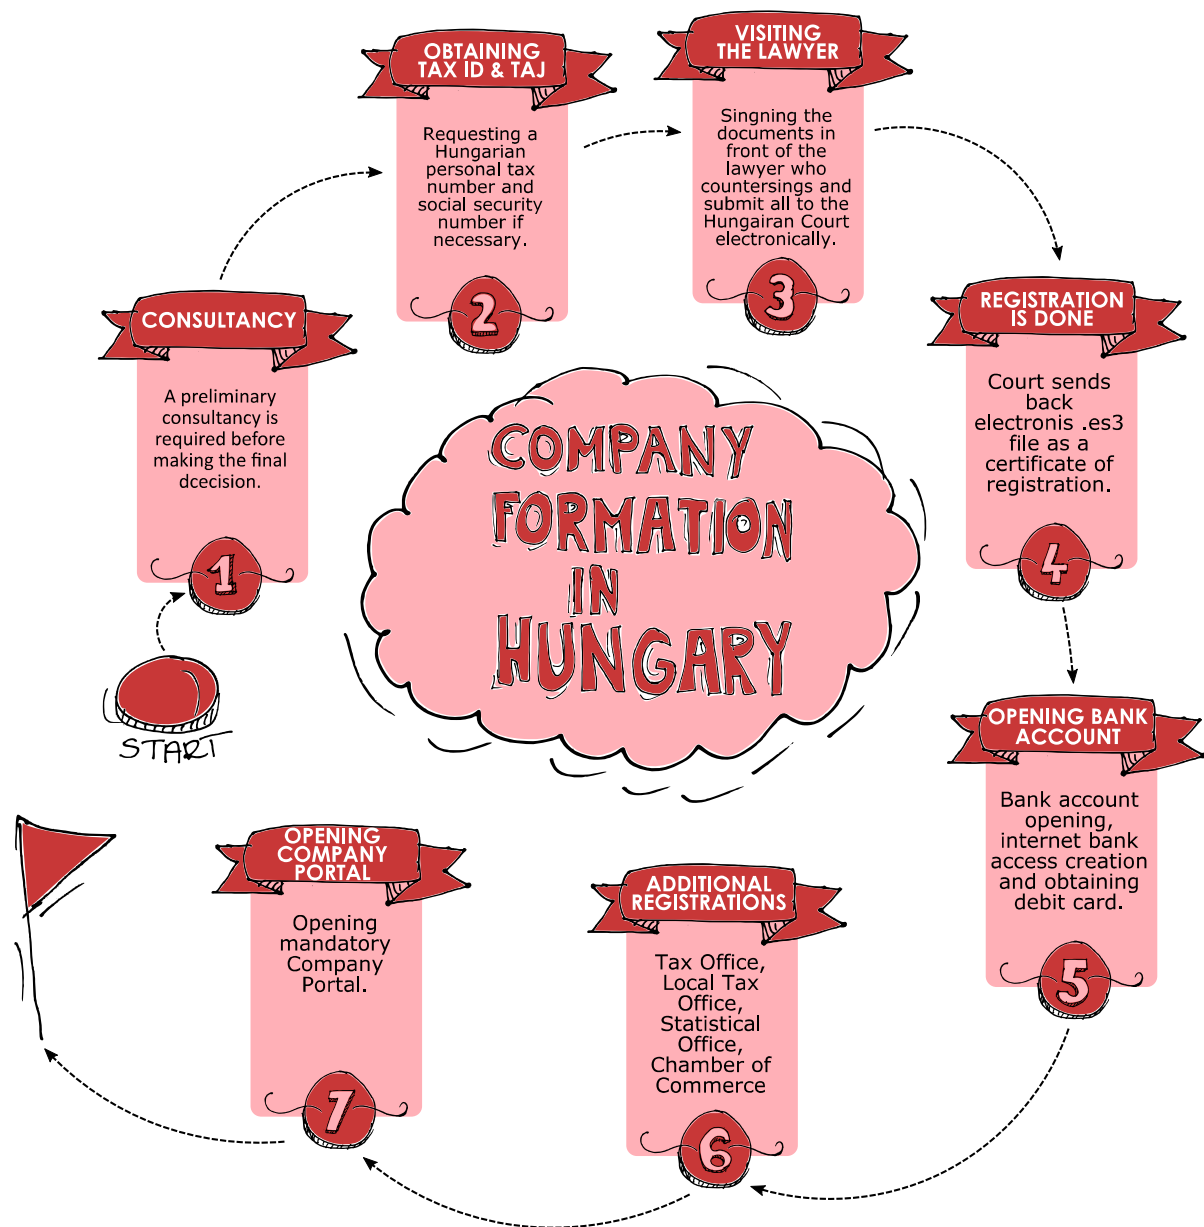 START
1
CONSULTANCY
A preliminary
consultancy is
required before
making the final
dcecision.
2
OBTAINING
TAX ID & TAJ
Requesting a
Hungarian
personal tax
number and
social security
number if
necessary.
3
VISITING
THE LAWYER
Singning the
documents in
front of the
lawyer who
countersings and
submit all to the
Hungairan Court
electronically.
4
REGISTRATION
IS DONE
Court sends
back
electronis .es3
file as a
certificate of
registration.
5
OPENING BANK
ACCOUNT
Bank account
opening,
internet bank
access creation
and obtaining
debit card.
6
ADDITIONAL
REGISTRATIONS
Tax Office,
Local Tax
Office,
Statistical
Office,
Chamber of
Commerce
7
OPENING
COMPANY
PORTAL
Opening
mandatory
Company
Portal.
COMPANY
FORMATION
IN
HUNGARY